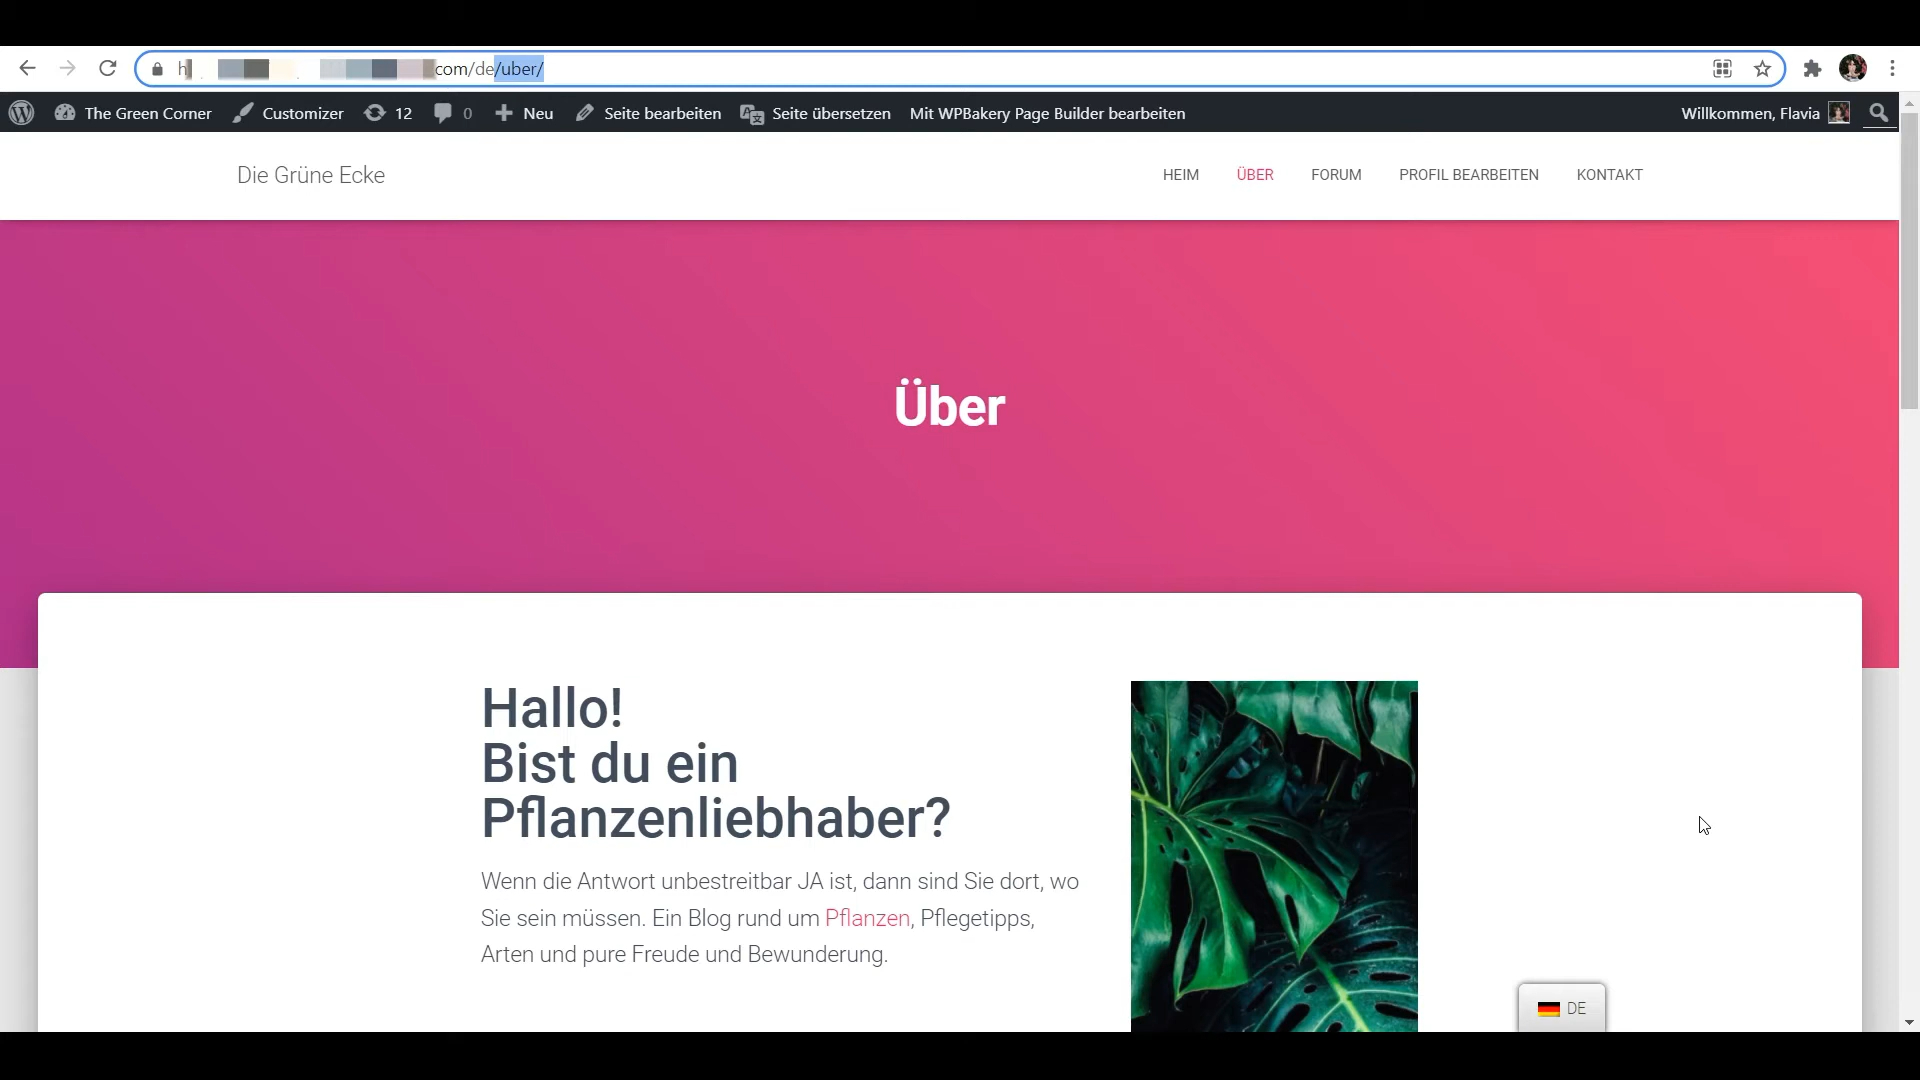 com/de/uber/
The Green Corner Customizer 12 0 Neu Seite bearbeiten Seite übersetzen Mit WPBakery Page Builder bearbeiten Willkommen, Flavia
Die Grüne Ecke HEIM ÜBER FORUM PROFIL BEARBEITEN KONTAKT
Über
Hallo!
Bist du ein
Pflanzenliebhaber?
Wenn die Antwort unbestreitbar JA ist, dann sind Sie dort, wo
Sie sein müssen. Ein Blog rund um Pflanzen, Pflegetipps,
Arten und pure Freude und Bewunderung.
DE